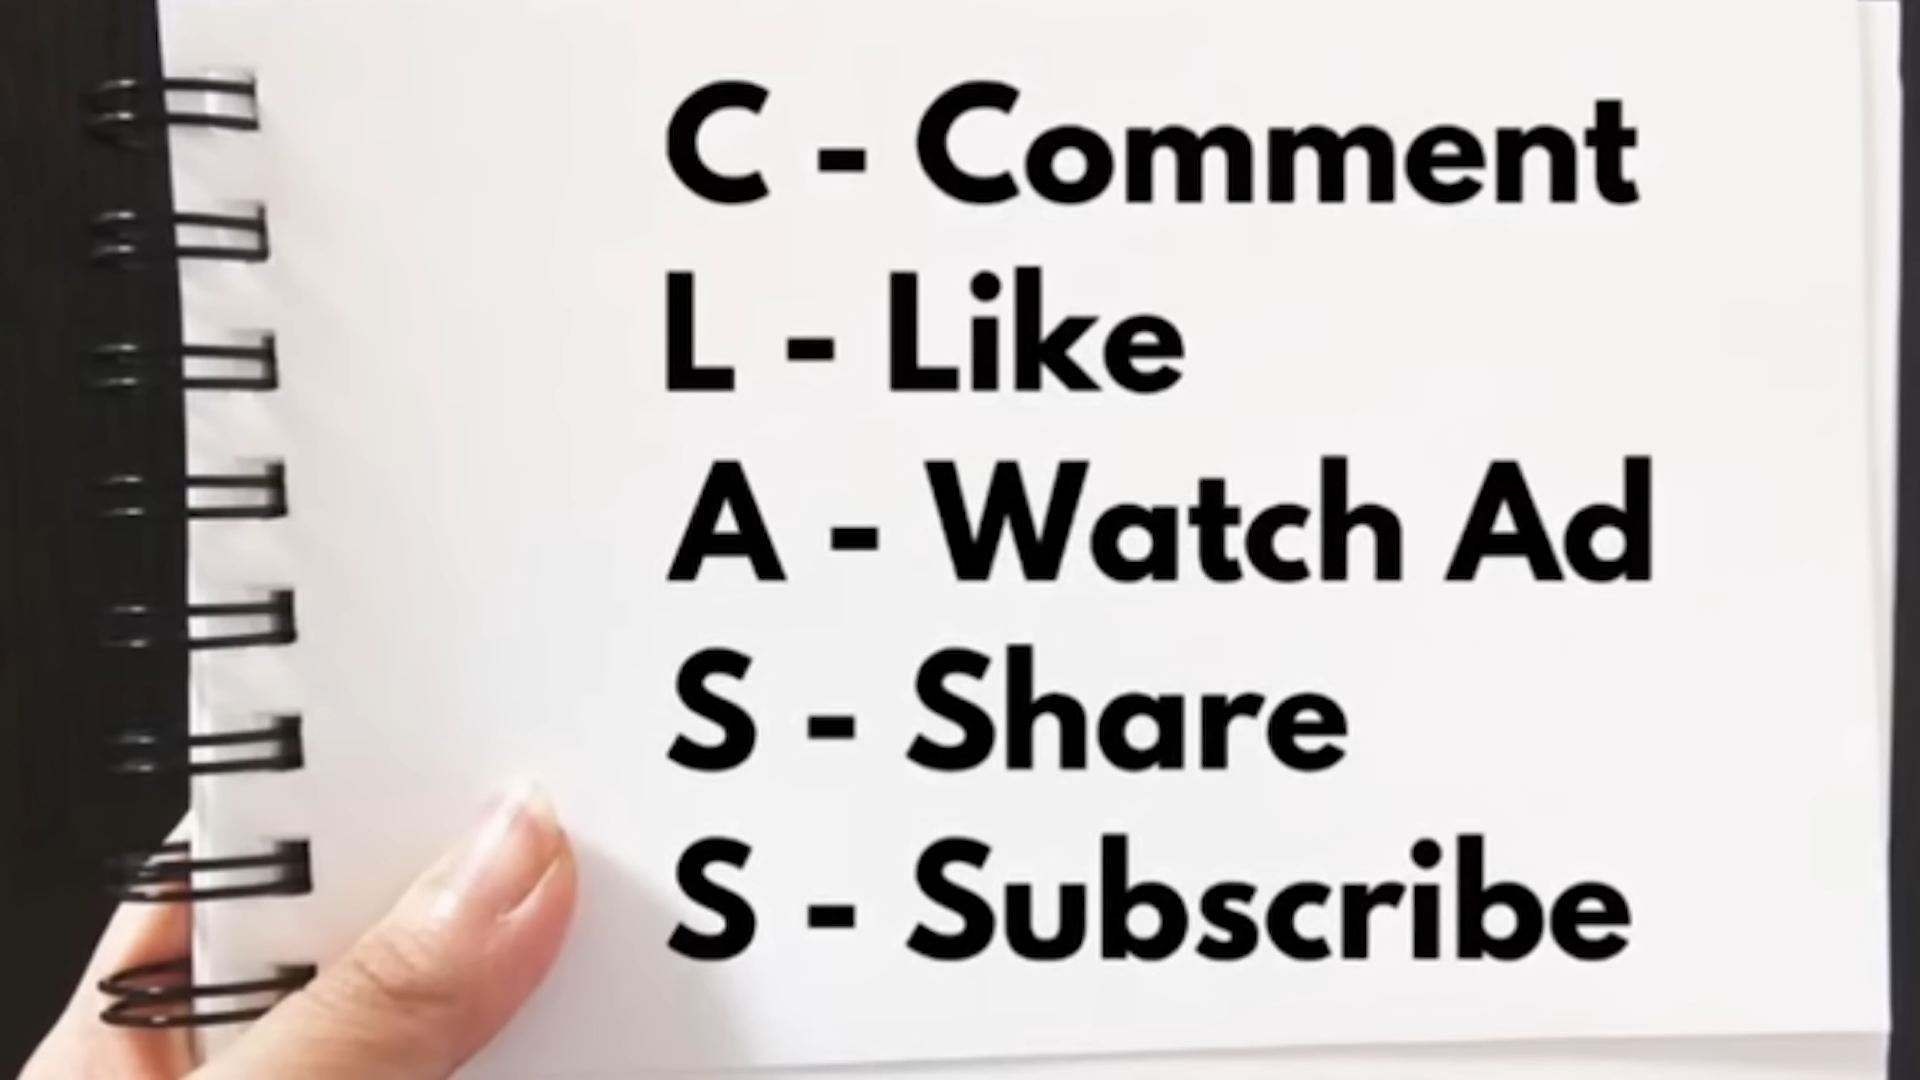 C - Comment
L - Like
A - Watch Ad
S - Share
S - Subscribe